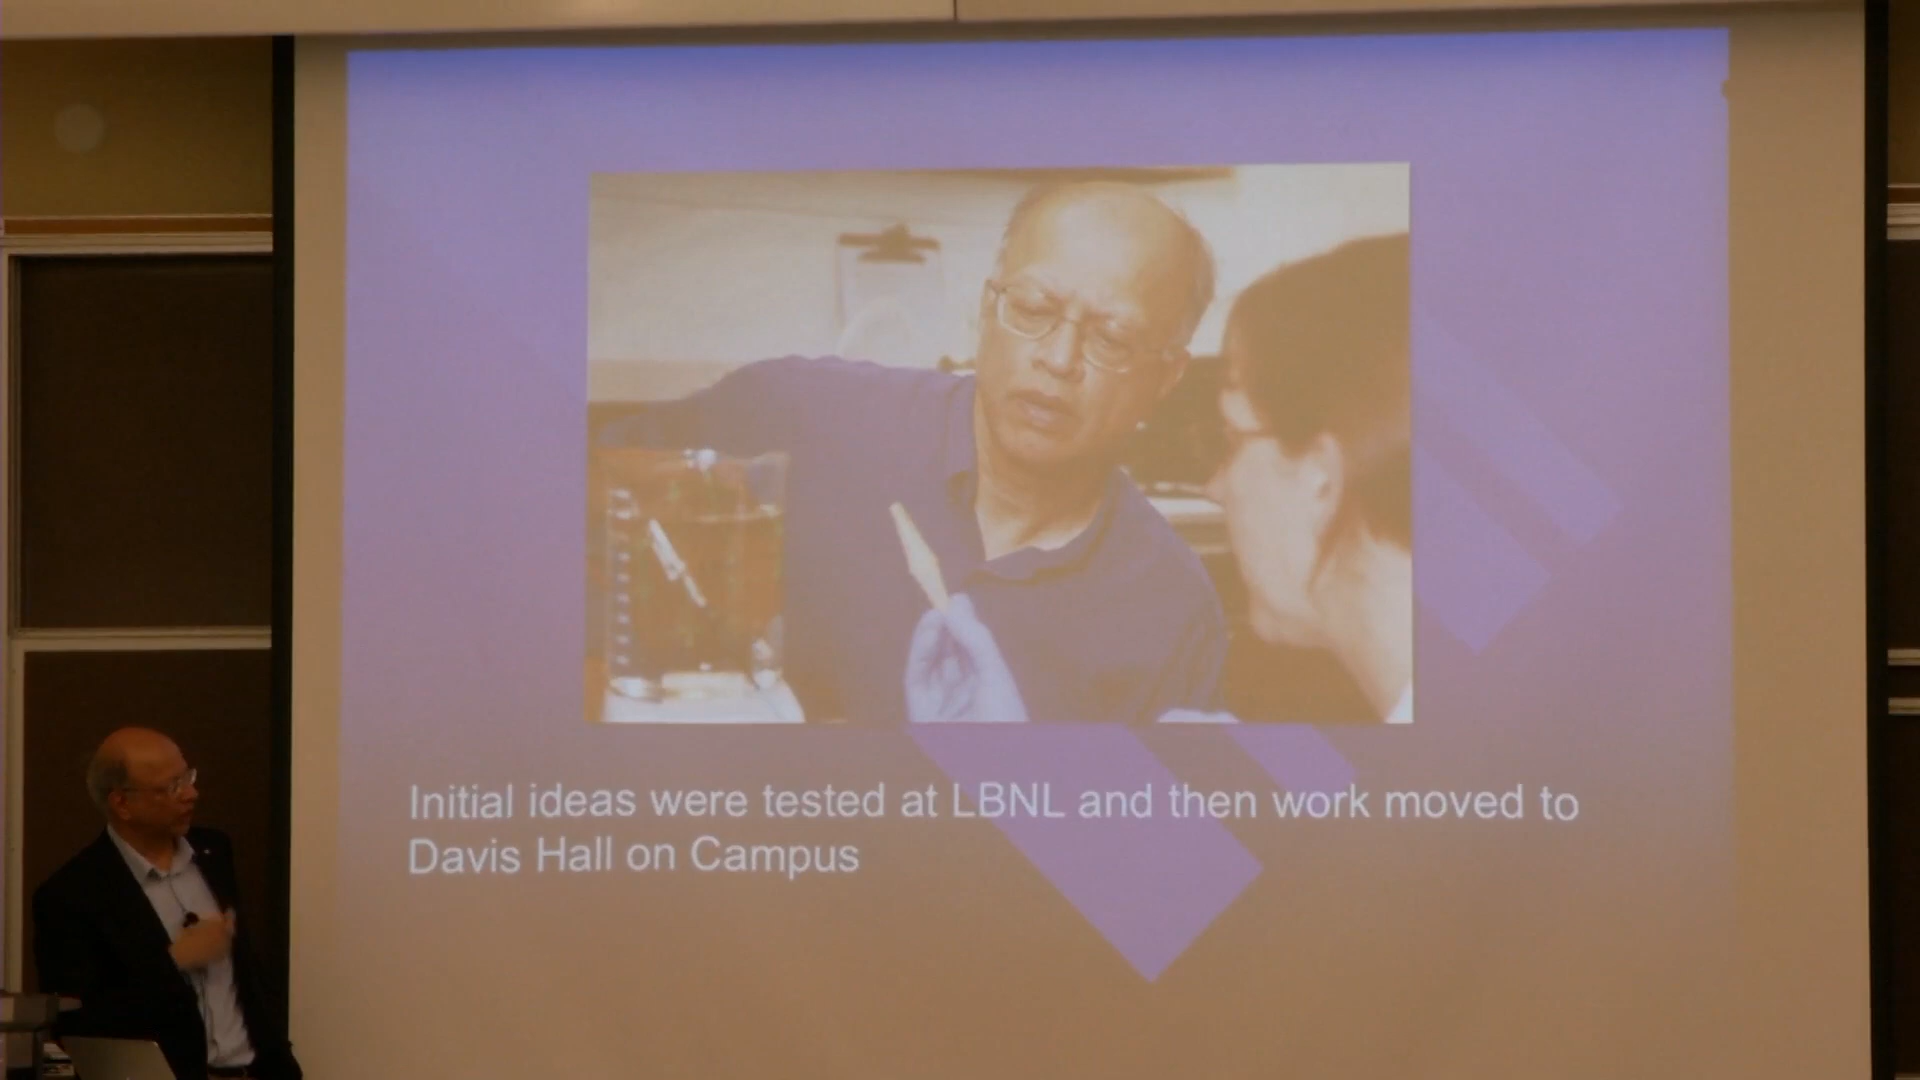 Initial ideas were tested at LBNL and then work moved to
Davis Hall on Campus